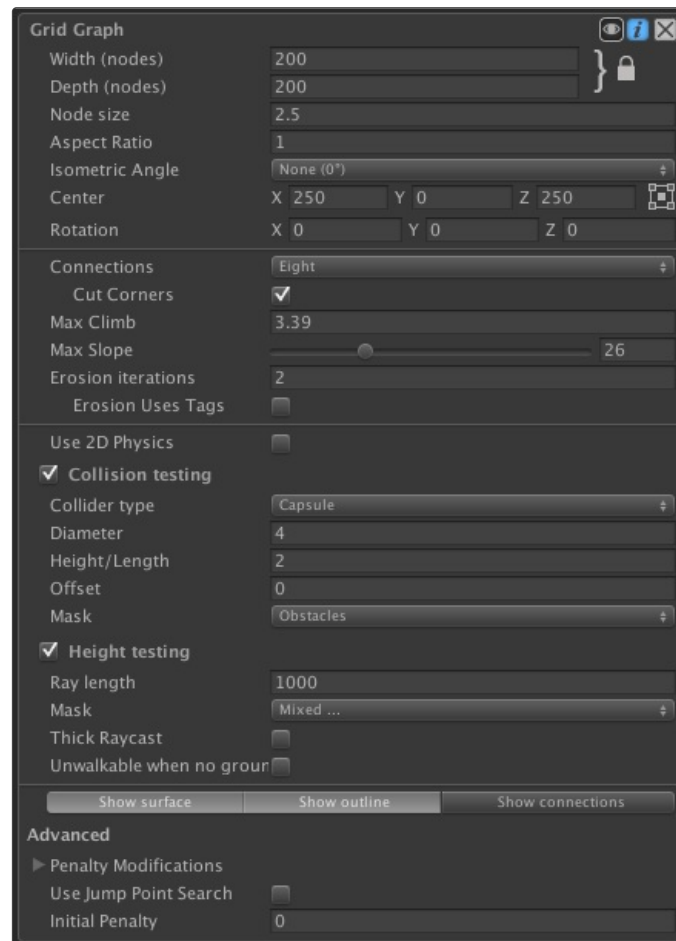 Grid Graph
Width (nodes) 200
Depth (nodes) 200
Node size 2.5
Aspect Ratio 1
Isometric Angle None (0°)
Center X 250 Y 0 Z 250
Rotation X 0 Y 0 Z 0
Connections Eight
Cut Corners
Max Climb 3.39
Max Slope 26
Erosion iterations 2
Erosion Uses Tags
Use 2D Physics
Collision testing
Collider type Capsule
Diameter 4
Height/Length 2
Offset 0
Mask Obstacles
Height testing
Ray length 1000
Mask Mixed ...
Thick Raycast
Unwalkable when no groun
Show surface Show outline Show connections
Advanced
Penalty Modifications
Use Jump Point Search
Initial Penalty 0